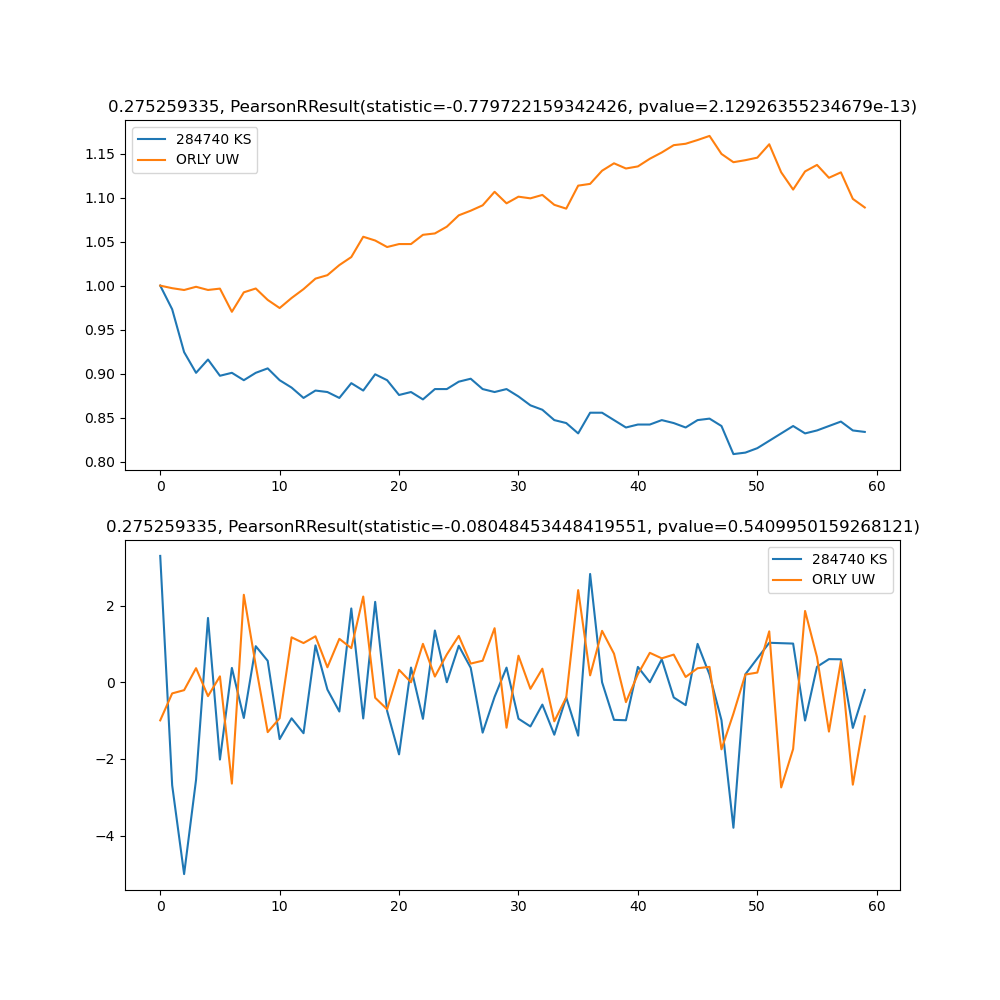 0.275259335, PearsonRResult(statistic=-0.779722159342426, pvalue=2.12926355234679e-13)
284740 KS
ORLY UW
1.15
1.10
1.05
1.00
0.95
0.90
0.85
0.80
0 10 20 30 40 50 60
0.275259335, PearsonRResult(statistic=-0.08048453448419551, pvalue=0.5409950159268121)
284740 KS
ORLY UW
2
0
−2
−4
0 10 20 30 40 50 60